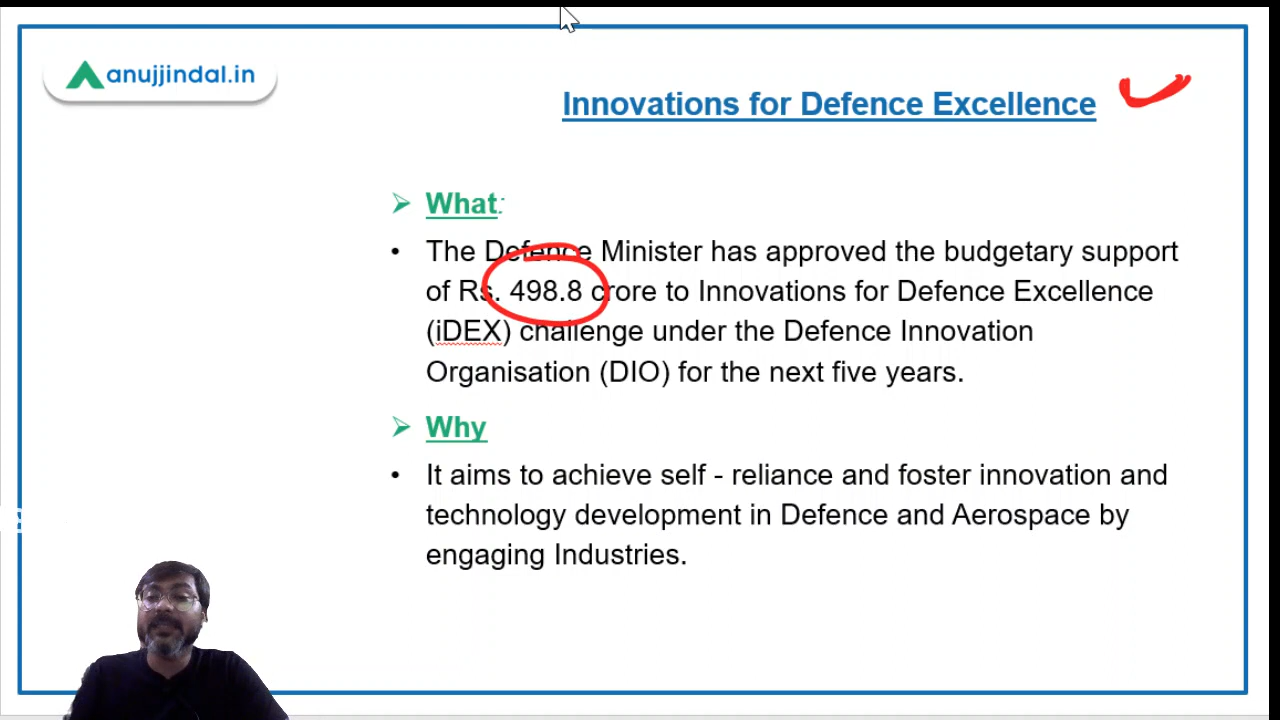 anujjindal.in
Innovations for Defence Excellence
What:
The Defence Minister has approved the budgetary support
of Rs. 498.8 crore to Innovations for Defence Excellence
(iDEX) challenge under the Defence Innovation
Organisation (DIO) for the next five years.
Why
It aims to achieve self - reliance and foster innovation and
technology development in Defence and Aerospace by
engaging Industries.